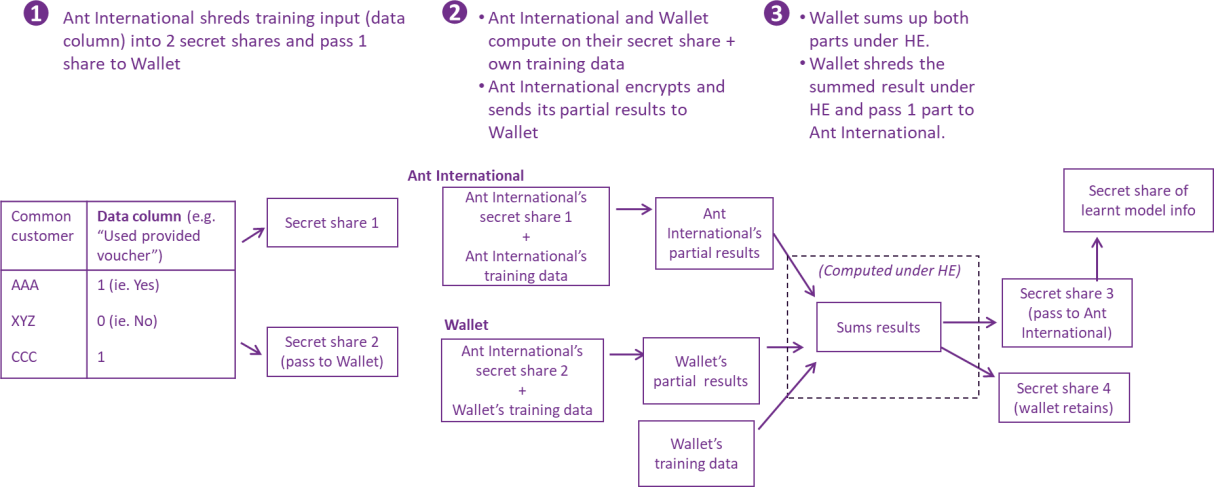 1
Ant International shreds training input (data
column) into 2 secret shares and pass 1
share to Wallet
2
• Ant International and Wallet
compute on their secret share +
own training data
• Ant International encrypts and
sends its partial results to
Wallet
3
• Wallet sums up both
parts under HE.
• Wallet shreds the
summed result under
HE and pass 1 part to
Ant International.
Common
customer
Data column (e.g.
“Used provided
voucher”)
AAA
1 (ie. Yes)
XYZ
0 (ie. No)
CCC
1
Secret share 1
Secret share 2
(pass to Wallet)
Ant International
Ant International’s
secret share 1
+
Ant International’s
training data
Ant
International’s
partial results
Wallet
Ant International’s
secret share 2
+
Wallet’s training data
Wallet’s
partial results
Wallet’s
training data
(Computed under HE)
Sums results
Secret share of
learnt model info
Secret share 3
(pass to Ant
International)
Secret share 4
(wallet retains)